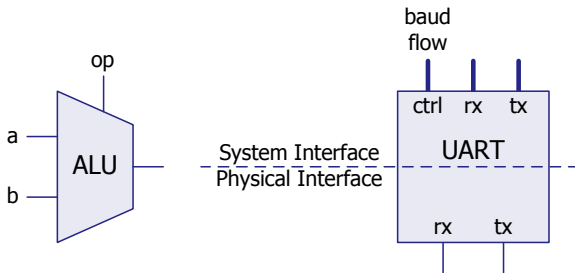 op
a
ALU
b
System Interface
Physical Interface
baud
flow
ctrl rx tx
UART
rx tx